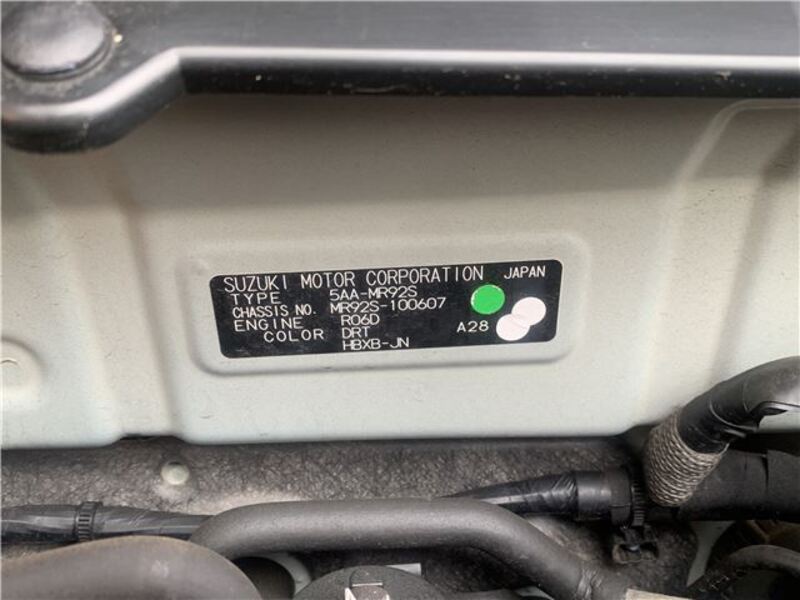 SUZUKI MOTOR CORPORATION JAPAN
TYPE 5AA-MR92S
CHASSIS NO. MR92S-100607
ENGINE R06D
COLOR DRT A28
HBXB-JN